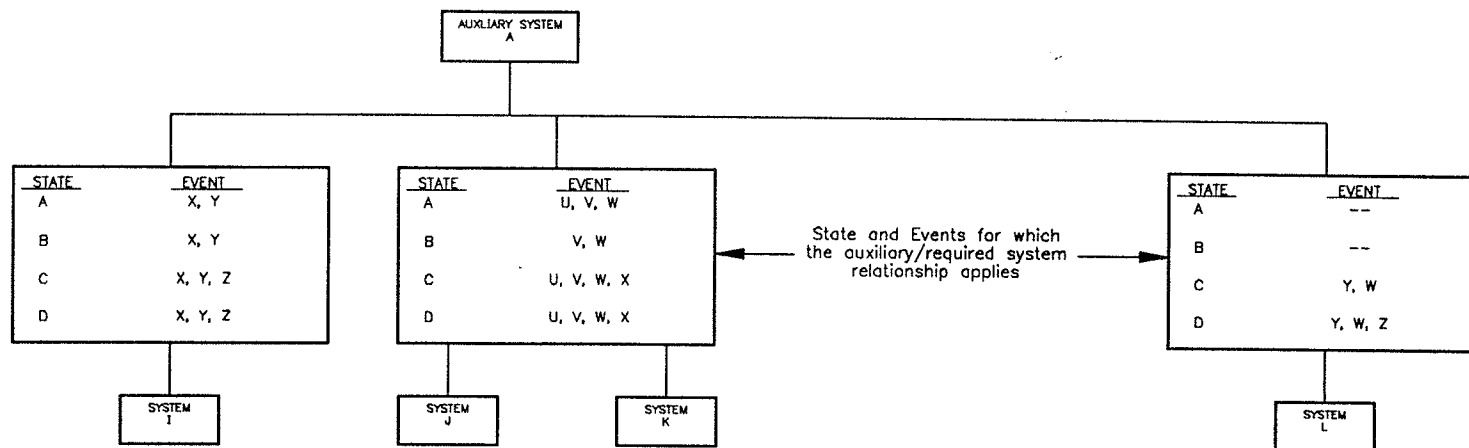 AUXLIARY SYSTEM
A
STATE EVENT
A X, Y
B X, Y
C X, Y, Z
D X, Y, Z
STATE EVENT
A U, V, W
B V, W
C U, V, W, X
D U, V, W, X
State and Events for which
the auxiliary/required system
relationship applies
STATE EVENT
A --
B --
C Y, W
D Y, W, Z
SYSTEM
I
SYSTEM
J
SYSTEM
K
SYSTEM
L